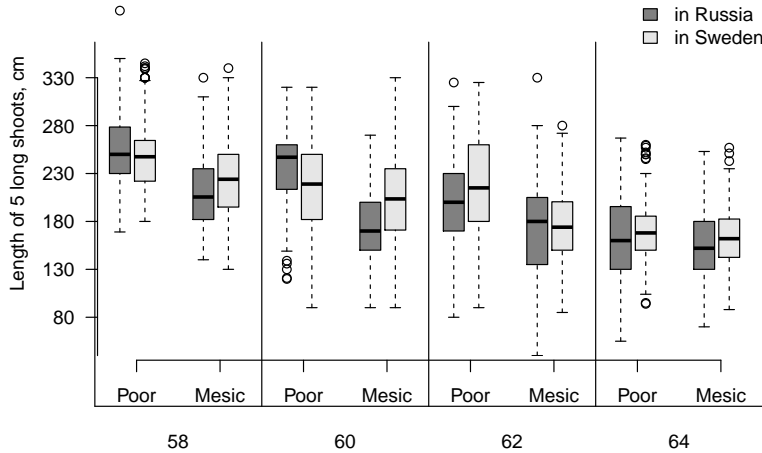 in Russia
in Sweden
Length of 5 long shoots, cm
330
280
230
180
130
80
Poor Mesic Poor Mesic Poor Mesic Poor Mesic
58 60 62 64